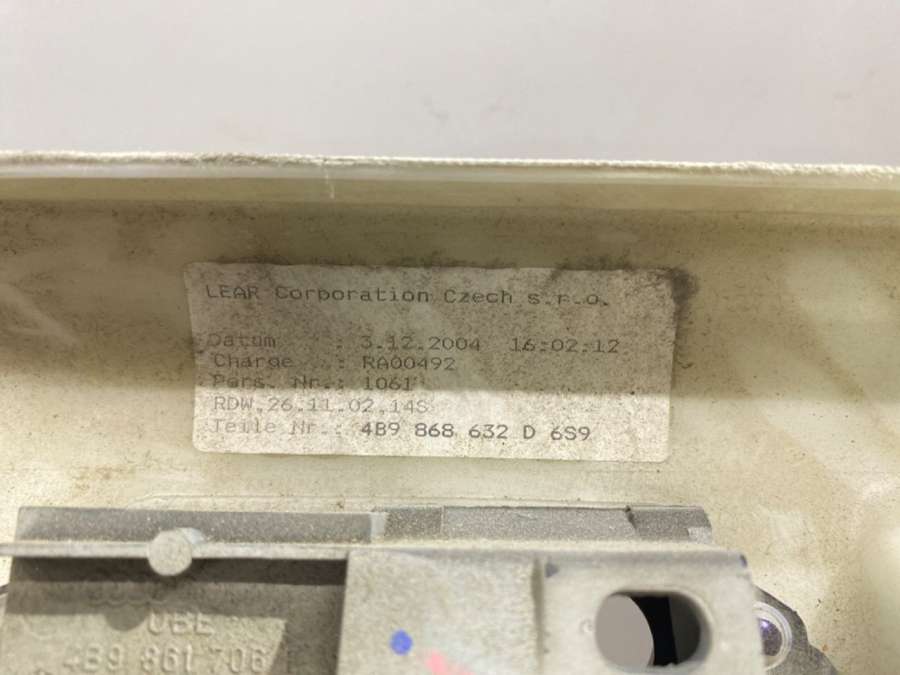 LEAR Corporation Czech s.r.o.
Datum : 3.12.2004 16:02:12
Charge .: RA00492
Pers. Nr.: 1061
RDW.26.11.02.14S
Teile Nr.: 4B9 868 632 D 6S9
4B9 861 706